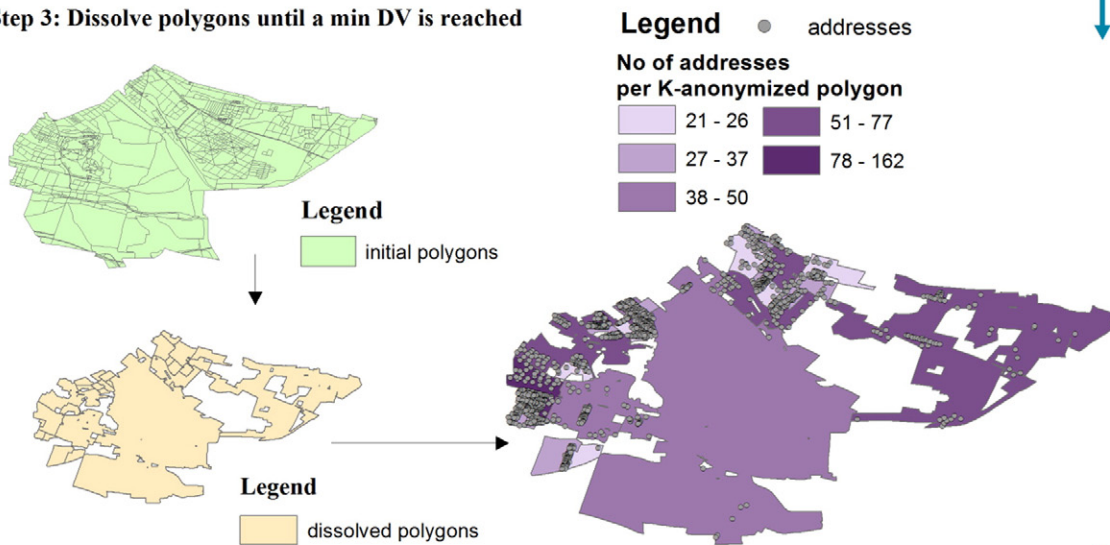 Step 3: Dissolve polygons until a min DV is reached
Legend
initial polygons
Legend
dissolved polygons
Legend addresses
No of addresses
per K-anonymized polygon
21 - 26
27 - 37
38 - 50
51 - 77
78 - 162